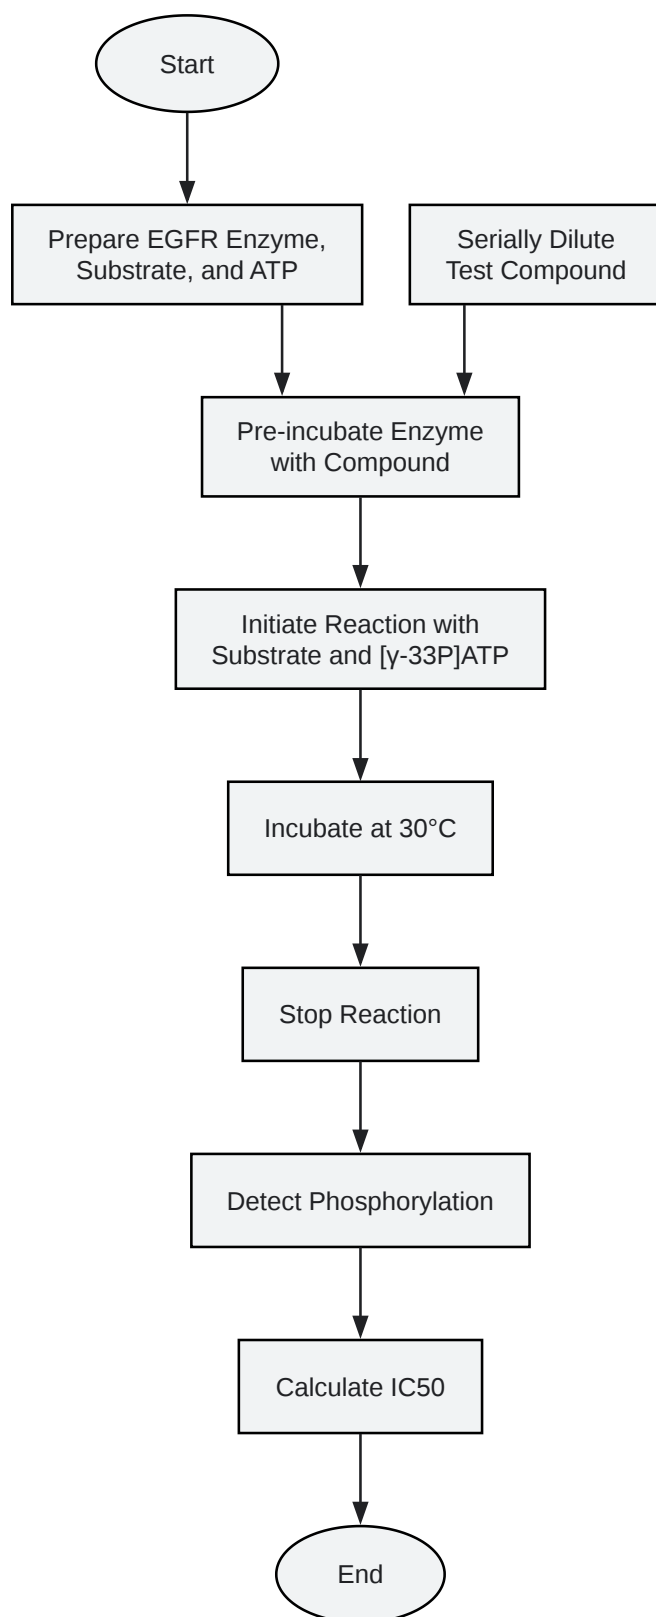 Start
Prepare EGFR Enzyme,
Substrate, and ATP
Serially Dilute
Test Compound
Pre-incubate Enzyme
with Compound
Initiate Reaction with
Substrate and [γ-33P]ATP
Incubate at 30°C
Stop Reaction
Detect Phosphorylation
Calculate IC50
End